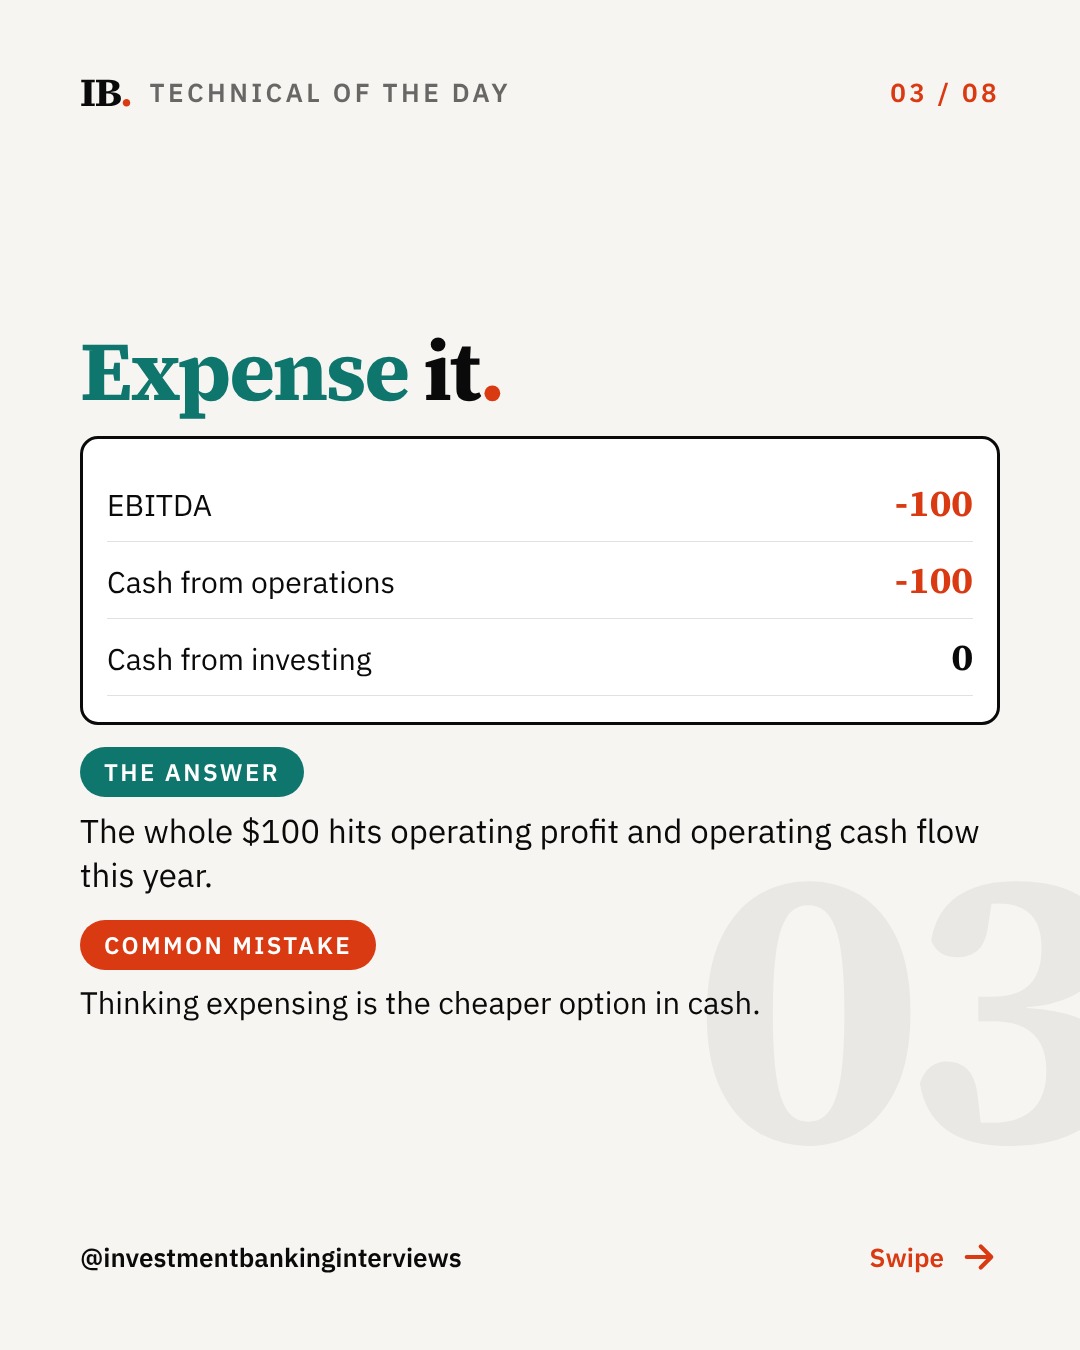 IB. TECHNICAL OF THE DAY
03 / 08
Expense it.
EBITDA -100
Cash from operations -100
Cash from investing 0
THE ANSWER
The whole $100 hits operating profit and operating cash flow
this year.
COMMON MISTAKE
Thinking expensing is the cheaper option in cash.
03
@investmentbankinginterviews
Swipe →